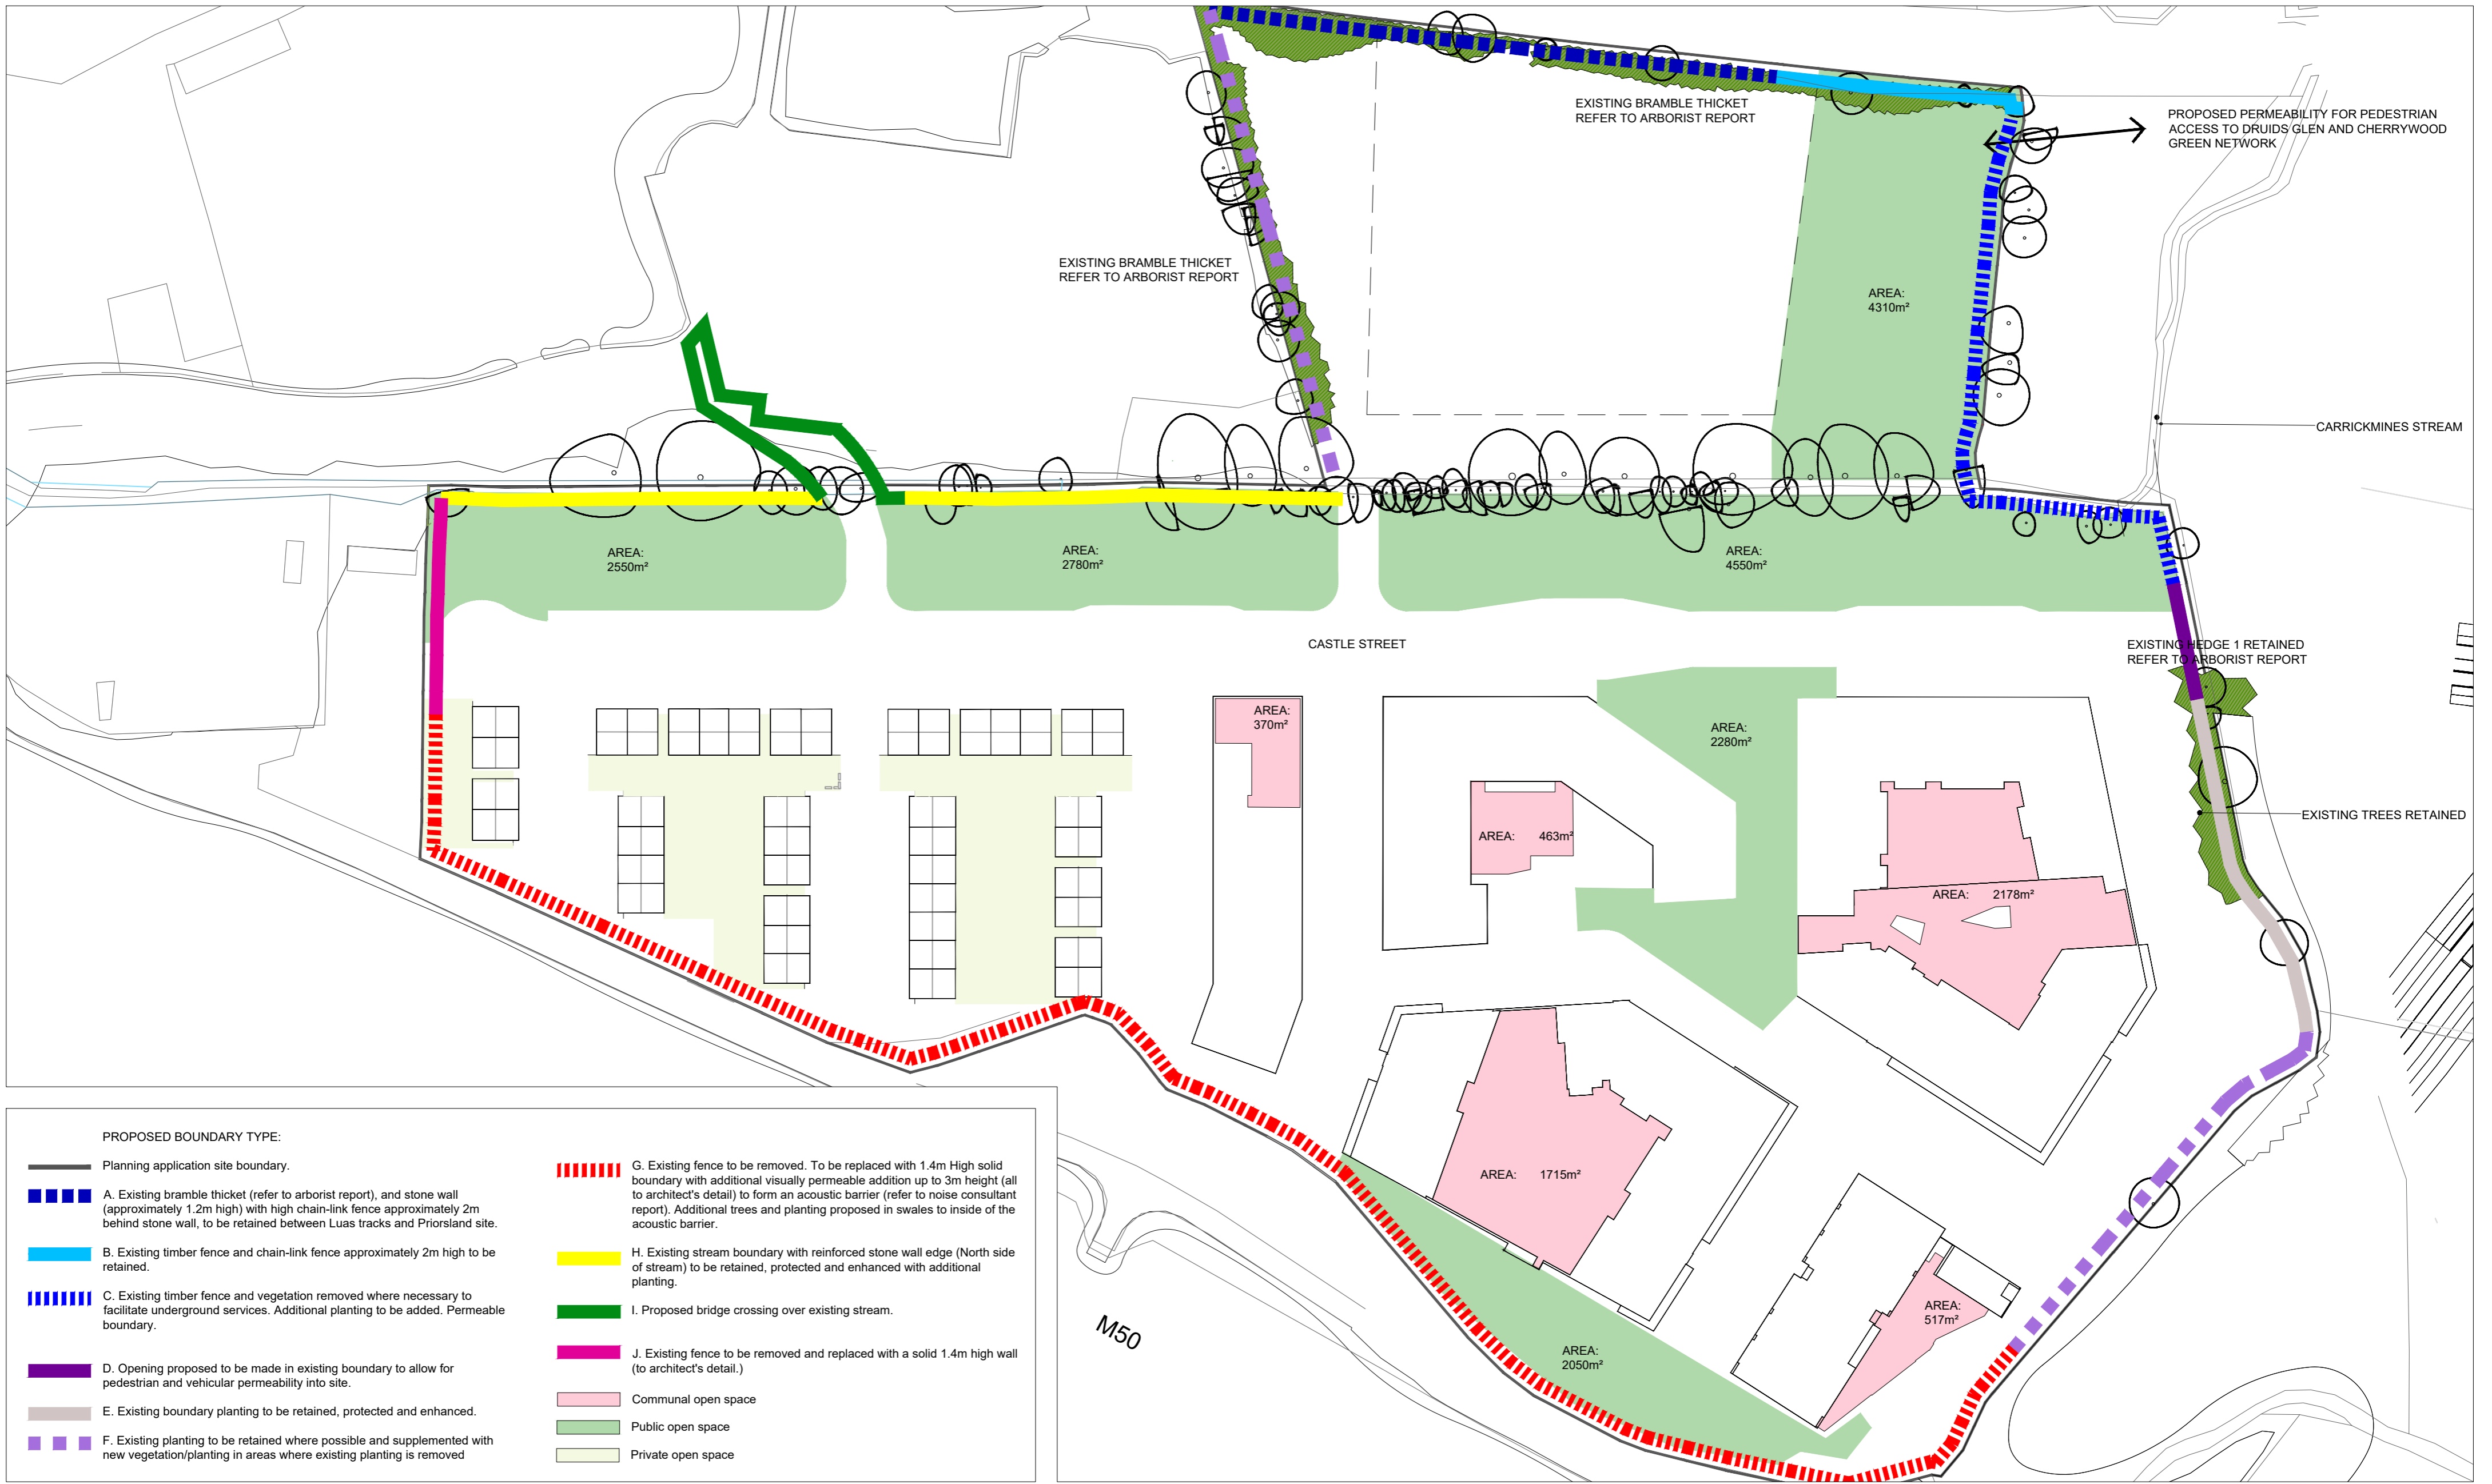 EXISTING BRAMBLE THICKET
REFER TO ARBORIST REPORT
PROPOSED PERMEABILITY FOR PEDESTRIAN
ACCESS TO DRUIDS GLEN AND CHERRYWOOD
GREEN NETWORK
EXISTING BRAMBLE THICKET
REFER TO ARBORIST REPORT
AREA:
4310m²
CARRICKMINES STREAM
AREA:
2550m²
AREA:
2780m²
AREA:
4550m²
CASTLE STREET
EXISTING HEDGE 1 RETAINED
REFER TO ARBORIST REPORT
AREA:
370m²
AREA:
2280m²
EXISTING TREES RETAINED
AREA: 463m²
AREA: 2178m²
AREA: 1715m²
AREA:
517m²
AREA:
2050m²
M50
PROPOSED BOUNDARY TYPE:
Planning application site boundary.
A. Existing bramble thicket (refer to arborist report), and stone wall
(approximately 1.2m high) with high chain-link fence approximately 2m
behind stone wall, to be retained between Luas tracks and Priorsland site.
B. Existing timber fence and chain-link fence approximately 2m high to be
retained.
C. Existing timber fence and vegetation removed where necessary to
facilitate underground services. Additional planting to be added. Permeable
boundary.
D. Opening proposed to be made in existing boundary to allow for
pedestrian and vehicular permeability into site.
E. Existing boundary planting to be retained, protected and enhanced.
F. Existing planting to be retained where possible and supplemented with
new vegetation/planting in areas where existing planting is removed
G. Existing fence to be removed. To be replaced with 1.4m High solid
boundary with additional visually permeable addition up to 3m height (all
to architect's detail) to form an acoustic barrier (refer to noise consultant
report). Additional trees and planting proposed in swales to inside of the
acoustic barrier.
H. Existing stream boundary with reinforced stone wall edge (North side
of stream) to be retained, protected and enhanced with additional
planting.
I. Proposed bridge crossing over existing stream.
J. Existing fence to be removed and replaced with a solid 1.4m high wall
(to architect's detail.)
Communal open space
Public open space
Private open space